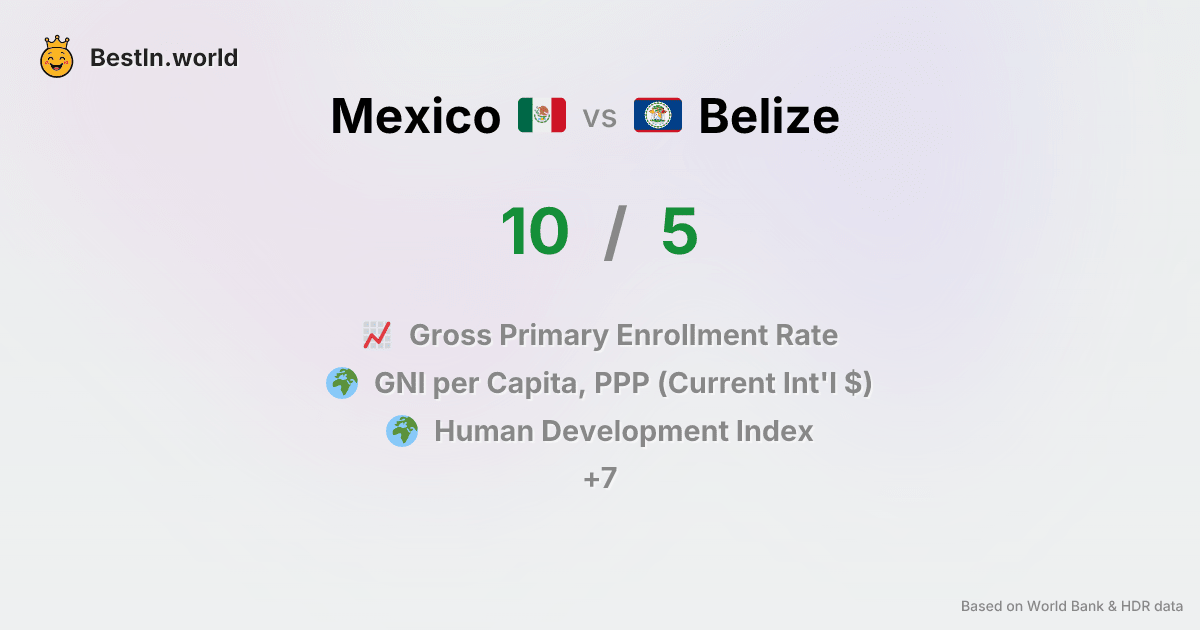 BestIn.world
Mexico vs Belize
10 / 5
Gross Primary Enrollment Rate
GNI per Capita, PPP (Current Int'l $)
Human Development Index
+7
Based on World Bank & HDR data